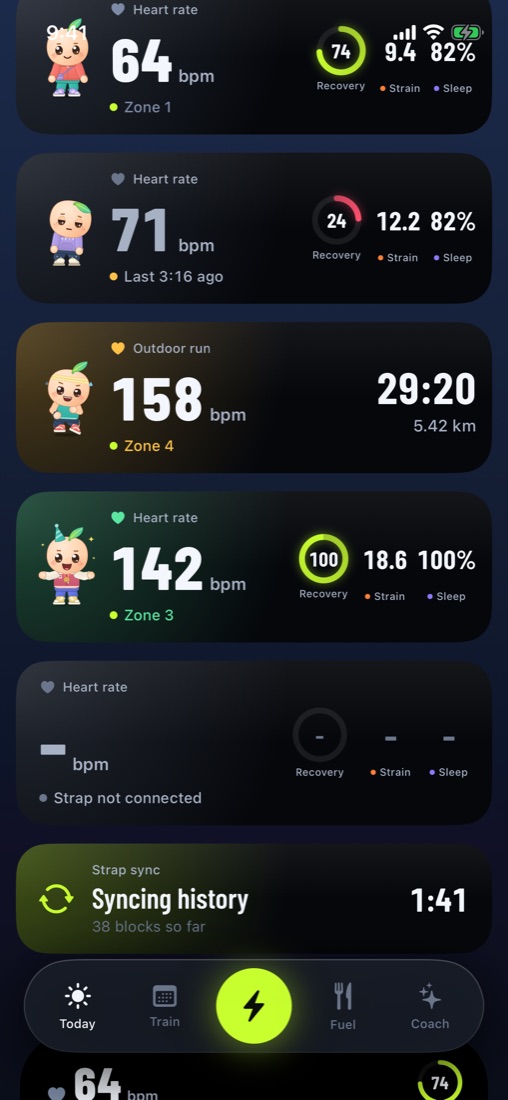 Heart rate
9:41
64 bpm
74
9.4 82%
Recovery Strain Sleep
Zone 1
Heart rate
71 bpm
24
12.2 82%
Recovery Strain Sleep
Last 3:16 ago
Outdoor run
158 bpm
29:20
5.42 km
Zone 4
Heart rate
142 bpm
100
18.6 100%
Recovery Strain Sleep
Zone 3
Heart rate
– bpm
- – –
Recovery Strain Sleep
Strap not connected
Strap sync
Syncing history
1:41
38 blocks so far
Today Train Fuel Coach
64 bpm
74